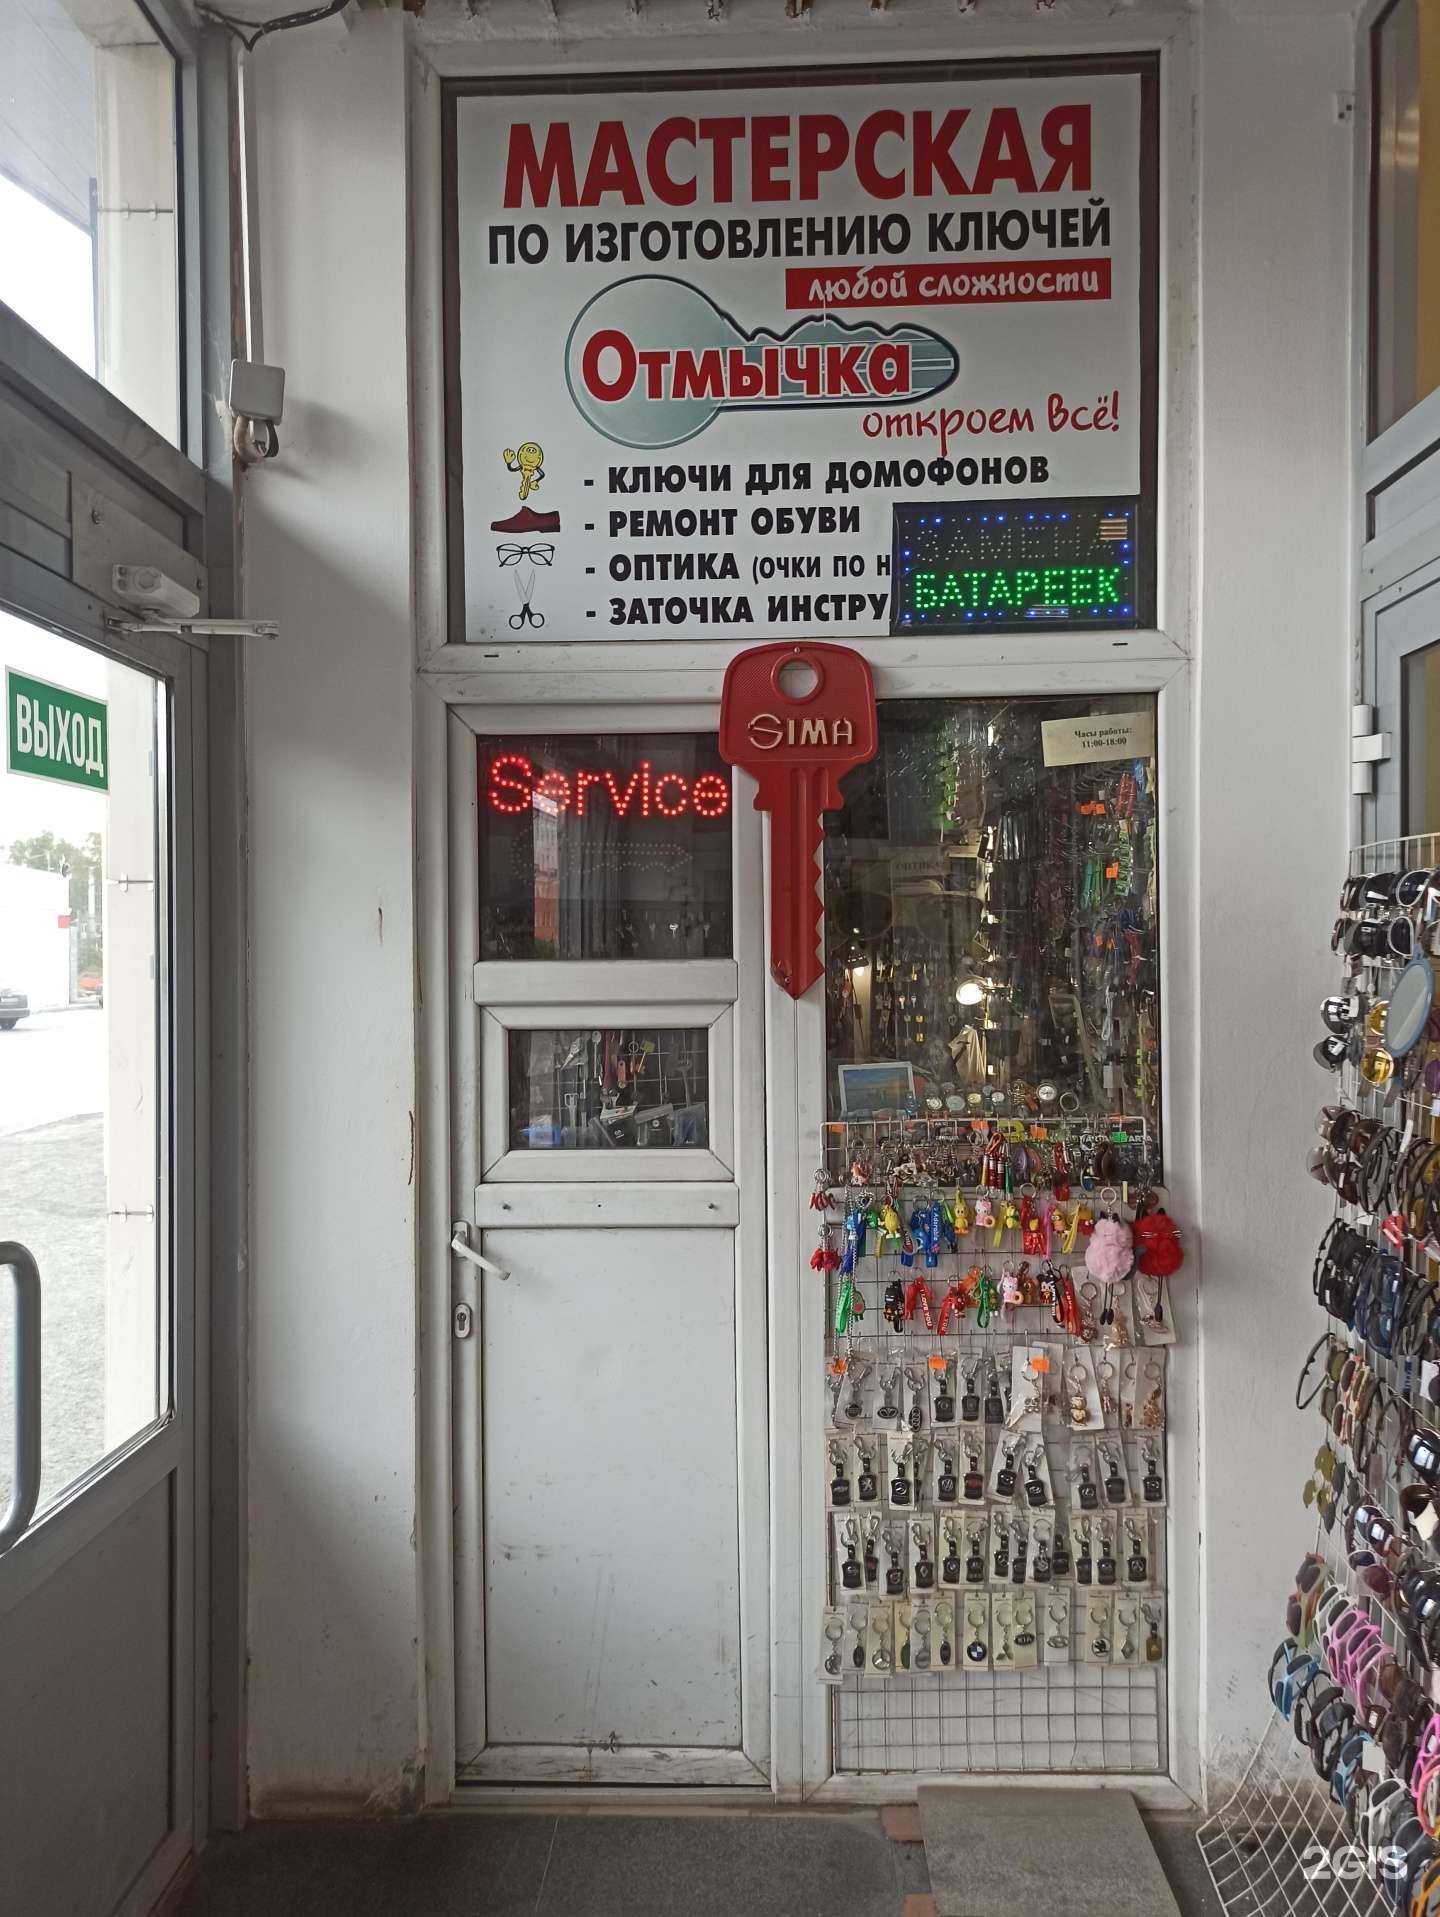 МАСТЕРСКАЯ
ПО ИЗГОТОВЛЕНИЮ КЛЮЧЕЙ
любой сложности
Отмычка
откроем всё!
- КЛЮЧИ ДЛЯ ДОМОФОНОВ
- РЕМОНТ ОБУВИ
- ОПТИКА (ОЧКИ ПО Н
- ЗАТОЧКА ИНСТРУ
ЗАМЕНА
БАТАРЕЕК
ВЫХОД
SIMA
Часы работы:
11:00-18:00
Service
ОПТИКА
2GIS